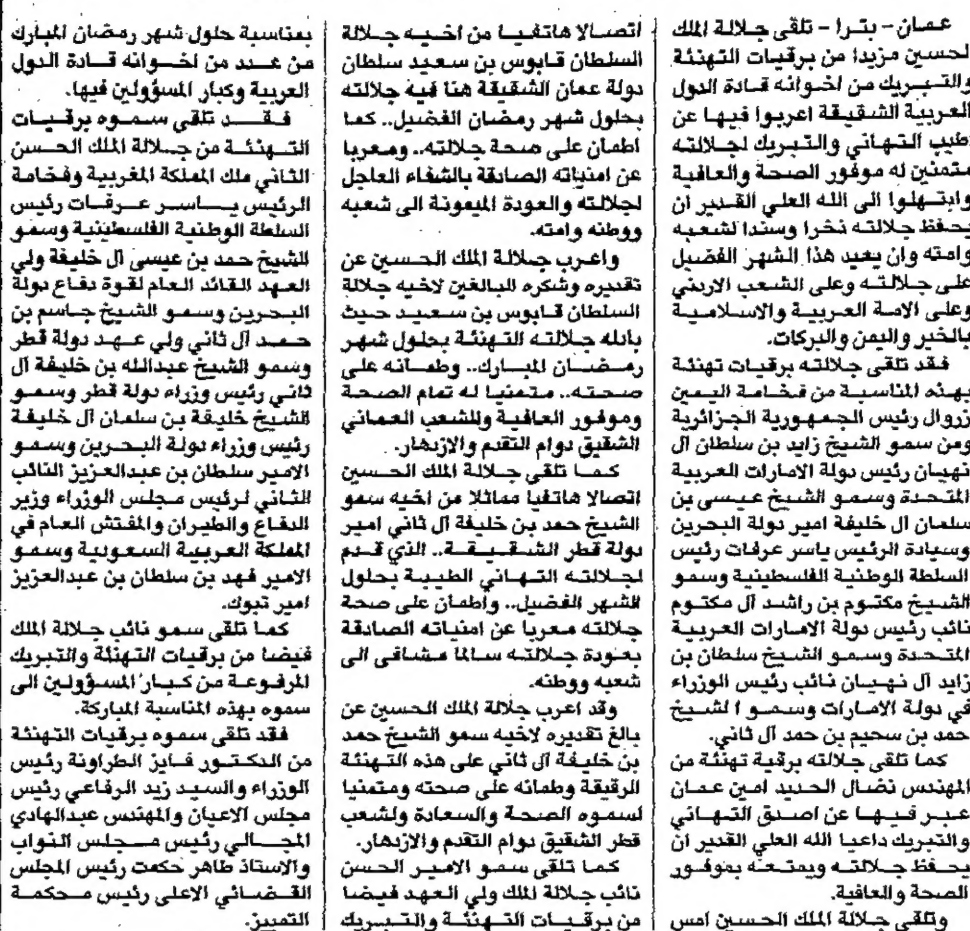 عمان - بترا - تلقى جلالة الملك
الحسين مزيدا من برقيات التهنئة
والتبريك من اخوانه قادة الدول
العربية الشقيقة اعربوا فيها عن
اطيب التهاني والتبريك لجلالته
متمنين له موفور الصحة والعافية
وابتهلوا الى الله العلي القدير ان
يحفظ جلالته ذخرا وسندا لشعبه
وامته وان يعيد هذا الشهر الفضيل
على جلالته وعلى الشعب الاردني
وعلى الامة العربية والاسلامية
بالخير واليمن والبركات.
فقد تلقى جلالته برقيات تهنئة
بهذه المناسبة من فخامة اليمين
زروال رئيس الجمهورية الجزائرية
ومن سمو الشيخ زايد بن سلطان آل
نهيان رئيس دولة الامارات العربية
المتحدة وسمو الشيخ عيسى بن
سلمان ال خليفة امير دولة البحرين
وسيادة الرئيس ياسر عرفات رئيس
السلطة الوطنية الفلسطينية وسمو
الشيخ مكتوم بن راشد آل مكتوم
نائب رئيس دولة الامارات العربية
المتحدة وسمو الشيخ سلطان بن
زايد آل نهيان نائب رئيس الوزراء
في دولة الامارات وسمو الشيخ
حمد بن سحيم بن حمد آل ثاني.
كما تلقى جلالته برقية تهنئة من
المهندس نضال الحديد امين عمان
عبر فيها عن اصدق التهاني
والتبريك داعيا الله العلي القدير ان
يحفظ جلالته ويمتعه بموفور
الصحة والعافية.
وتلقى جلالة الملك الحسين امس
اتصالا هاتفيا من اخيه جلالة
السلطان قابوس بن سعيد سلطان
دولة عمان الشقيقة هنا فيه جلالته
بحلول شهر رمضان الفضيل.. كما
اطمان على صحة جلالته.. ومعربا
عن امنياته الصادقة بالشفاء العاجل
لجلالته والعودة الميمونة الى شعبه
ووطنه وامته.
واعرب جلالة الملك الحسين عن
تقديره وشكره البالغين لاخيه جلالة
السلطان قابوس بن سعيد حيث
بادله جلالته التهنئة بحلول شهر
رمضان المبارك.. وطمانه على
صحته.. متمنيا له تمام الصحة
وموفور العافية وللشعب العماني
الشقيق دوام التقدم والازدهار.
كما تلقى جلالة الملك الحسين
اتصالا هاتفيا مماثلا من اخيه سمو
الشيخ حمد بن خليفة آل ثاني امير
دولة قطر الشقيقة.. الذي قدم
لجلالته التهاني الطيبة بحلول
الشهر الفضيل.. واطمان على صحة
جلالته معربا عن امنياته الصادقة
بعودة جلالته سالما مشافى الى
شعبه ووطنه.
وقد اعرب جلالة الملك الحسين عن
بالغ تقديره لاخيه سمو الشيخ حمد
بن خليفة آل ثاني على هذه التهنئة
الرقيقة وطمانه على صحته ومتمنيا
لسموه الصحة والسعادة ولشعب
قطر الشقيق دوام التقدم والازدهار.
كما تلقى سمو الامير الحسن
نائب جلالة الملك ولي العهد فيضا
من برقيات التهنئة والتبريك
بمناسبة حلول شهر رمضان المبارك
من عدد من اخوانه قادة الدول
العربية وكبار المسؤولين فيها.
فقد تلقى سموه برقيات
التهنئة من جلالة الملك الحسن
الثاني ملك المملكة المغربية وفخامة
الرئيس ياسر عرفات رئيس
السلطة الوطنية الفلسطينية وسمو
الشيخ حمد بن عيسى آل خليفة ولي
العهد القائد العام لقوة دفاع دولة
البحرين وسمو الشيخ جاسم بن
حمد آل ثاني ولي عهد دولة قطر
وسمو الشيخ عبدالله بن خليفة آل
ثاني رئيس وزراء دولة قطر وسمو
الشيخ خليفة بن سلمان آل خليفة
رئيس وزراء دولة البحرين وسمو
الامير سلطان بن عبدالعزيز النائب
الثاني لرئيس مجلس الوزراء وزير
الدفاع والطيران والمفتش العام في
المملكة العربية السعودية وسمو
الامير فهد بن سلطان بن عبدالعزيز
امير تبوك.
كما تلقى سمو نائب جلالة الملك
فيضا من برقيات التهنئة والتبريك
المرفوعة من كبار المسؤولين الى
سموه بهذه المناسبة المباركة.
فقد تلقى سموه برقيات التهنئة
من الدكتور فايز الطراونة رئيس
الوزراء والسيد زيد الرفاعي رئيس
مجلس الاعيان والمهندس عبدالهادي
المجالي رئيس مجلس النواب
والاستاذ طاهر حكمت رئيس المجلس
القضائي الاعلى رئيس محكمة
التمييز.